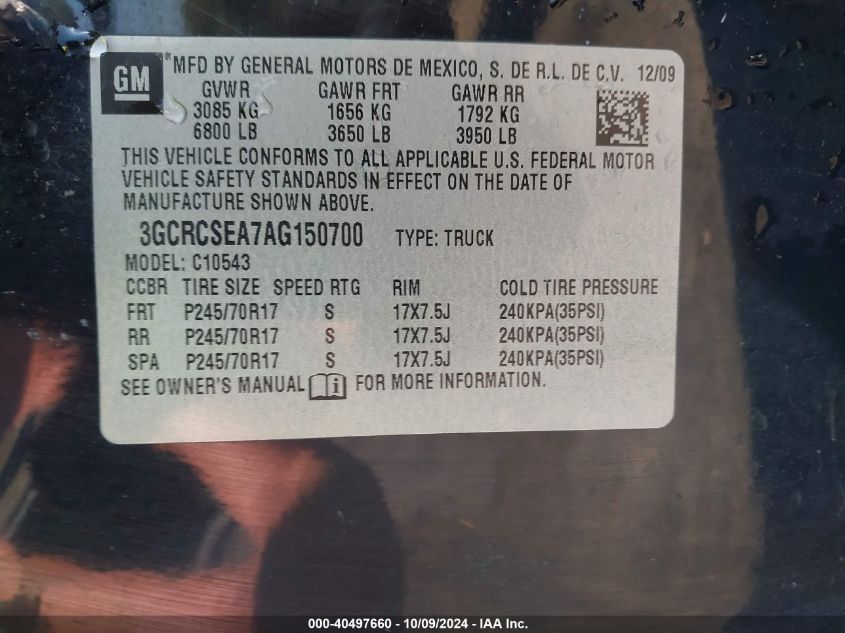 GM ® MFD BY GENERAL MOTORS DE MEXICO, S. DE R.L. DE C.V. 12/09
GVWR GAWR FRT GAWR RR
3085 KG 1656 KG 1792 KG
6800 LB 3650 LB 3950 LB
THIS VEHICLE CONFORMS TO ALL APPLICABLE U.S. FEDERAL MOTOR
VEHICLE SAFETY STANDARDS IN EFFECT ON THE DATE OF
MANUFACTURE SHOWN ABOVE.
3GCRCSEA7AG150700 TYPE: TRUCK
MODEL: C10543
CCBR TIRE SIZE SPEED RTG RIM COLD TIRE PRESSURE
FRT P245/70R17 S 17X7.5J 240KPA(35PSI)
RR P245/70R17 S 17X7.5J 240KPA(35PSI)
SPA P245/70R17 S 17X7.5J 240KPA(35PSI)
SEE OWNER'S MANUAL i FOR MORE INFORMATION.
000-40497660 - 10/09/2024 - IAA Inc.